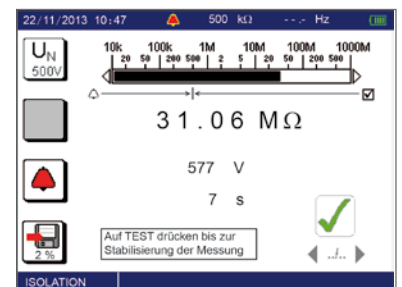 22/11/2013 10:47 500 kΩ --.- Hz
U_N
500V
10k 100k 1M 10M 100M 1000M
20 50 200 500 2 5 20 50 200 500
31.06 MΩ
577 V
7 s
Auf TEST drücken bis zur
Stabilisierung der Messung
2 %
../..
ISOLATION